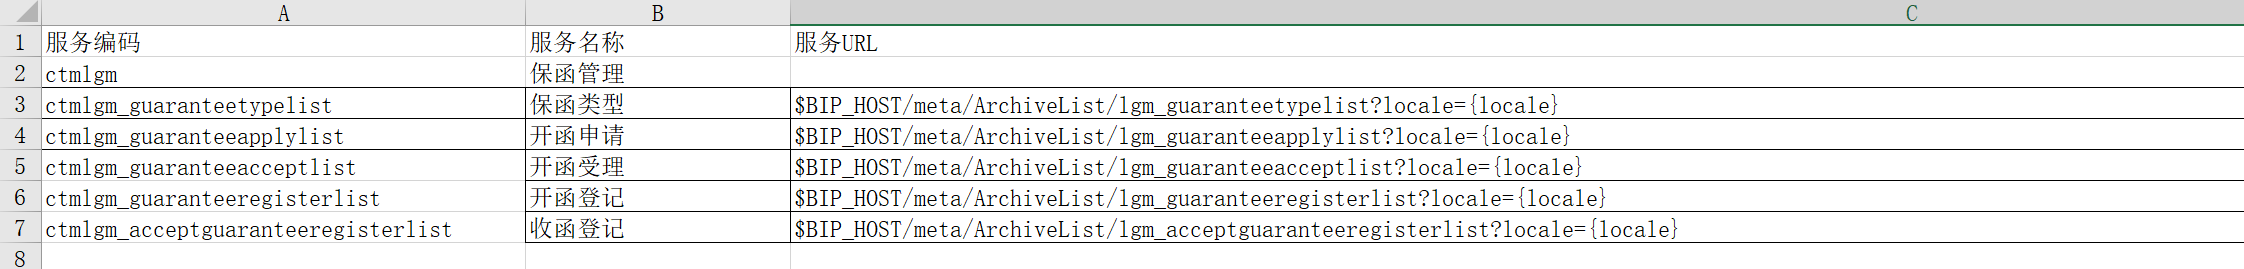 A B C
1 服务编码 服务名称 服务URL
2 ctmlgm 保函管理
3 ctmlgm_guaranteetypelist 保函类型 $BIP_HOST/meta/ArchiveList/lgm_guaranteetypelist?locale={locale}
4 ctmlgm_guaranteeapplylist 开函申请 $BIP_HOST/meta/ArchiveList/lgm_guaranteeapplylist?locale={locale}
5 ctmlgm_guaranteeacceptlist 开函受理 $BIP_HOST/meta/ArchiveList/lgm_guaranteeacceptlist?locale={locale}
6 ctmlgm_guaranteeregisterlist 开函登记 $BIP_HOST/meta/ArchiveList/lgm_guaranteeregisterlist?locale={locale}
7 ctmlgm_acceptguaranteeregisterlist 收函登记 $BIP_HOST/meta/ArchiveList/lgm_acceptguaranteeregisterlist?locale={locale}
8